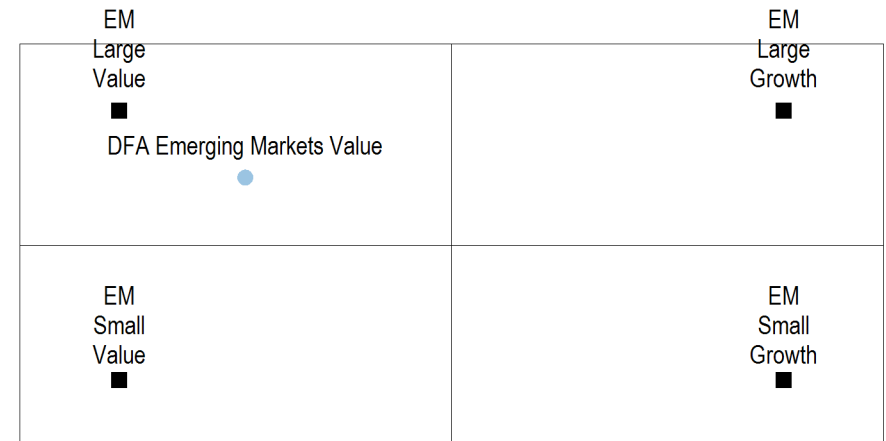 EM
Large
Value
EM
Large
Growth
DFA Emerging Markets Value
EM
Small
Value
EM
Small
Growth